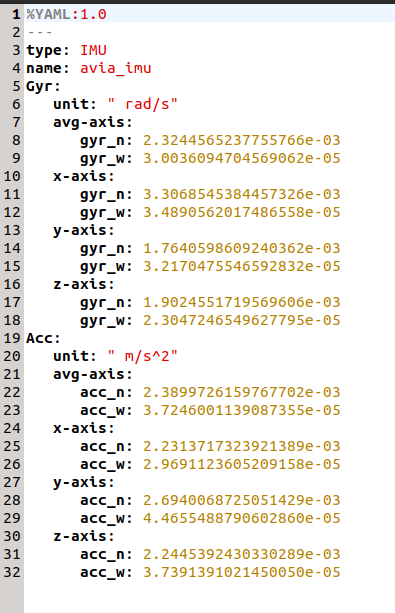 1 %YAML:1.0
2 ---
3 type: IMU
4 name: avia_imu
5 Gyr:
6    unit: " rad/s"
7    avg-axis:
8       gyr_n: 2.3244565237755766e-03
9       gyr_w: 3.0036094704569062e-05
10    x-axis:
11       gyr_n: 3.3068545384457326e-03
12       gyr_w: 3.4890562017486558e-05
13    y-axis:
14       gyr_n: 1.7640598609240362e-03
15       gyr_w: 3.2170475546592832e-05
16    z-axis:
17       gyr_n: 1.9024551719569606e-03
18       gyr_w: 2.3047246549627795e-05
19 Acc:
20    unit: " m/s^2"
21    avg-axis:
22       acc_n: 2.3899726159767702e-03
23       acc_w: 3.7246001139087355e-05
24    x-axis:
25       acc_n: 2.2313717323921389e-03
26       acc_w: 2.9691123605209158e-05
27    y-axis:
28       acc_n: 2.6940068725051429e-03
29       acc_w: 4.4655488790602860e-05
30    z-axis:
31       acc_n: 2.2445392430330289e-03
32       acc_w: 3.7391391021450050e-05